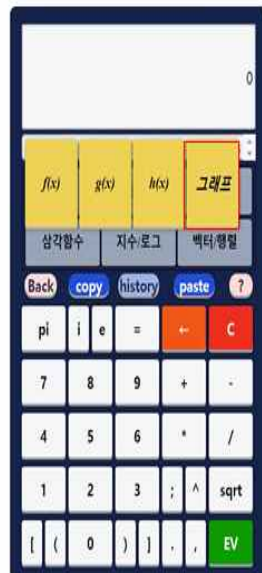 0
f(x) g(x) h(x) 그래프
삼각함수 지수/로그 벡터/행렬
Back copy history paste ?
pi i e = ← C
7 8 9 + -
4 5 6 * /
1 2 3 ; ^ sqrt
[ ( 0 ) ] . , EV